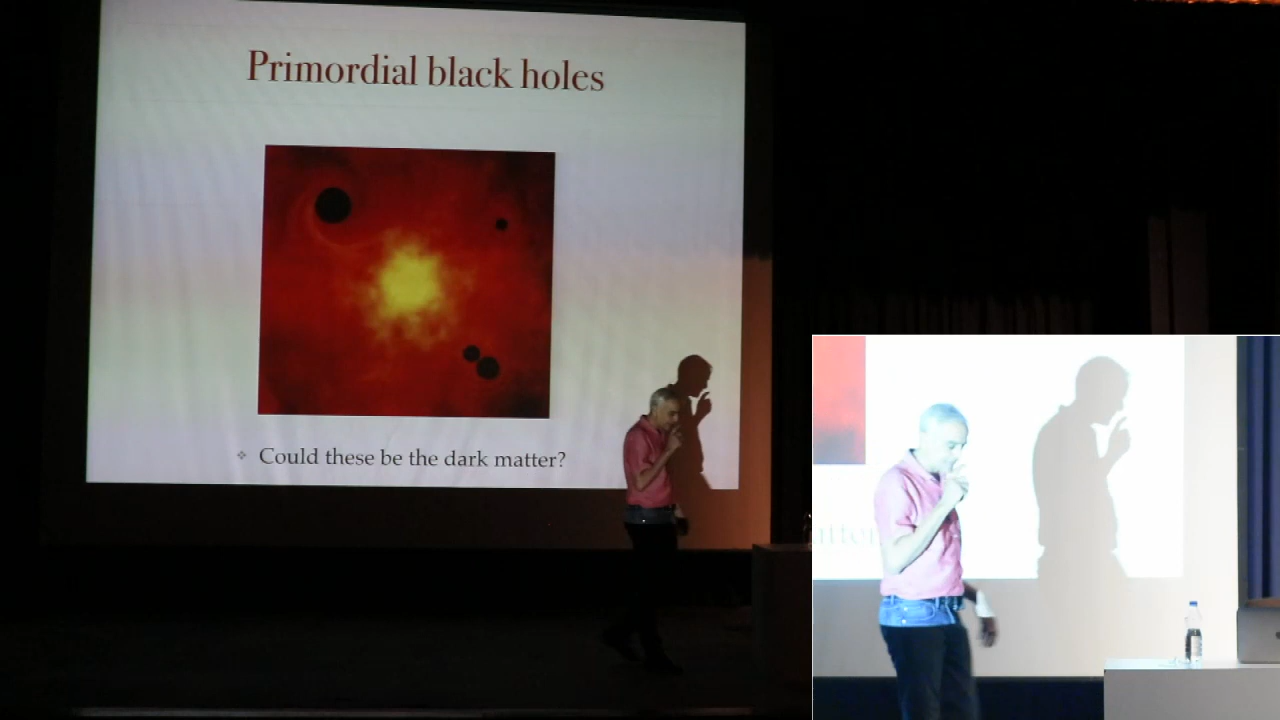 Primordial black holes
❖ Could these be the dark matter?